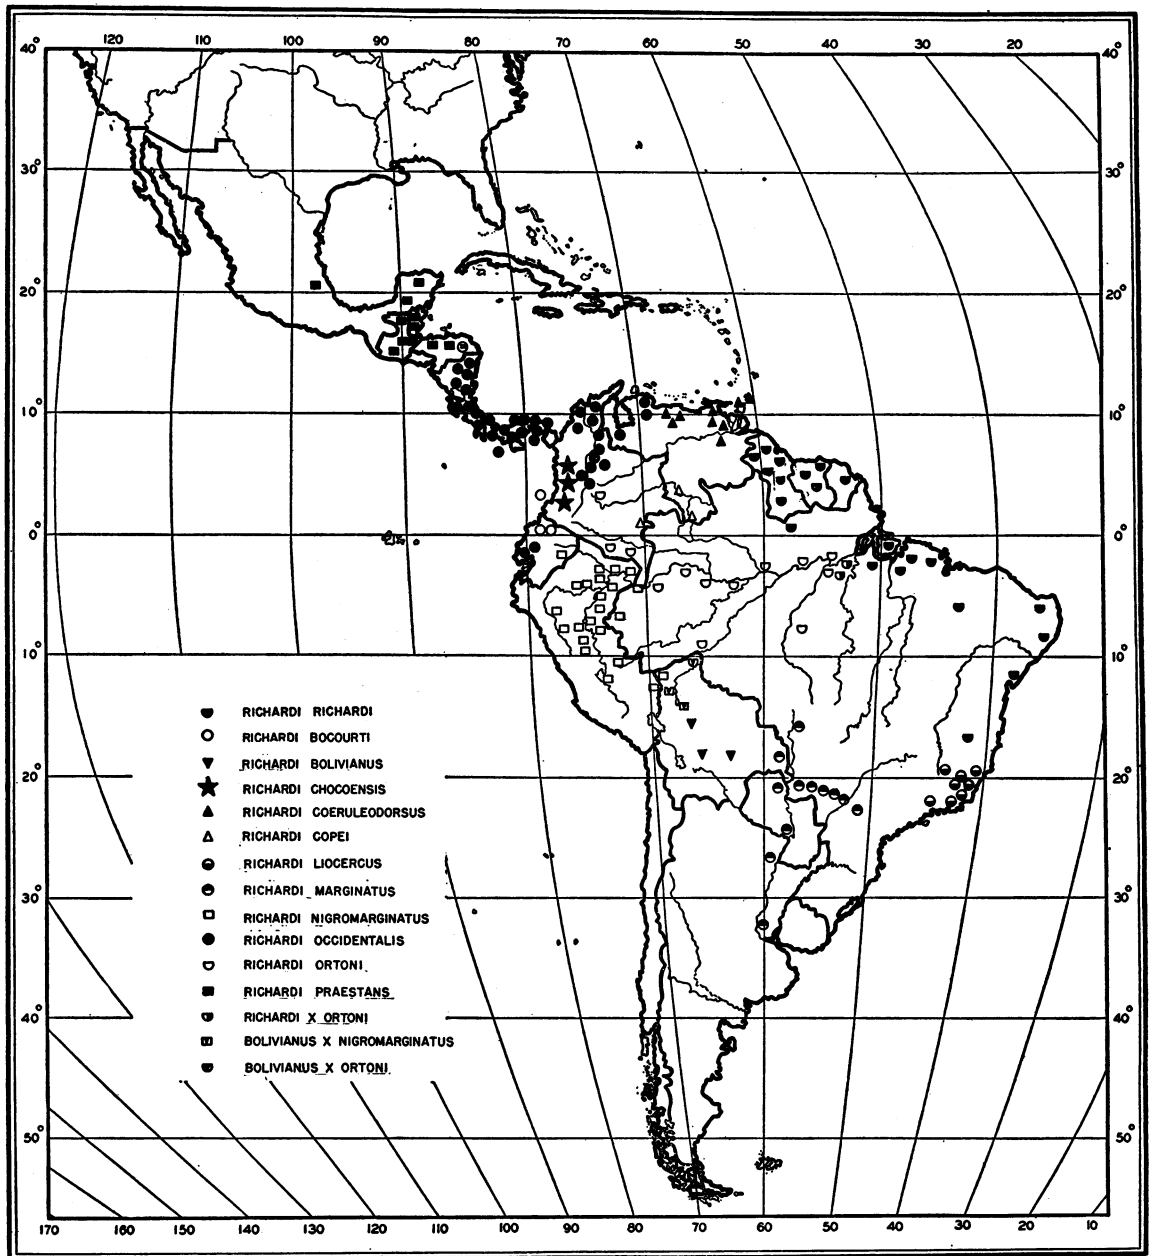 120 110 100 90 80 70 60 50 40 30 20
40° 40°
30° 30°
20° 20°
10° 10°
0° 0°
10° 10°
RICHARDI RICHARDI
RICHARDI BOCOURTI
RICHARDI BOLIVIANUS
20° 20°
RICHARDI CHOCOENSIS
RICHARDI COERULEODORSUS
RICHARDI COPEI
RICHARDI LIOCERCUS
RICHARDI MARGINATUS
30° 30°
RICHARDI NIGROMARGINATUS
RICHARDI OCCIDENTALIS
RICHARDI ORTONI
RICHARDI PRAESTANS
RICHARDI X ORTONI
40° 40°
BOLIVIANUS X NIGROMARGINATUS
BOLIVIANUS X ORTONI
50° 50°
170 160 150 140 130 120 110 100 90 80 70 60 50 40 30 20 10